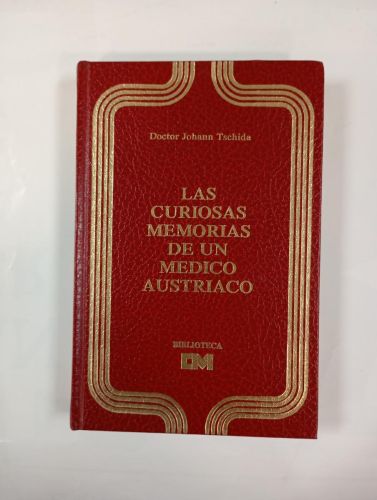 Doctor Johann Tschida
LAS
CURIOSAS
MEMORIAS
DE UN
MEDICO
AUSTRIACO
BIBLIOTECA
DM